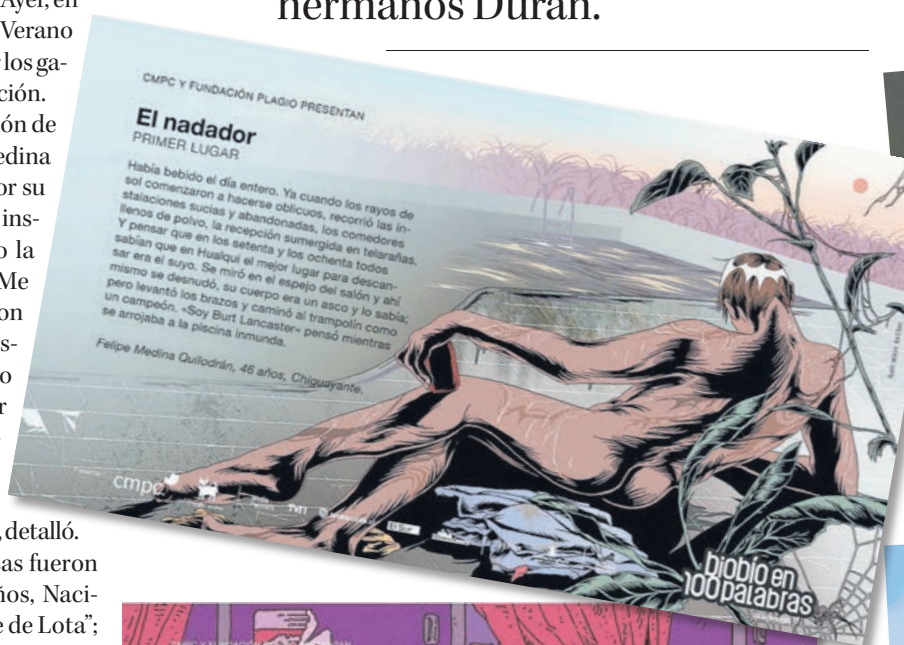 hermanos Durán.
Ayer, en
Verano
los ga-
ción.
ón de
edina
or su
ins-
o la
Me
on
s-
o
r
, detalló.
as fueron
ños, Naci-
e de Lota";
CMPC Y FUNDACIÓN PLAGIO PRESENTAN
El nadador
PRIMER LUGAR
Había bebido el día entero. Ya cuando los rayos de
sol comenzaron a hacerse oblicuos, recorrió las in-
stalaciones sucias y abandonadas, los comedores
llenos de polvo, la recepción sumergida en telarañas.
Y pensar que en los setenta y los ochenta todos
sabían que en Hualqui el mejor lugar para descan-
sar era el suyo. Se miró en el espejo del salón y ahí
mismo se desnudó, su cuerpo era un asco y lo sabía;
pero levantó los brazos y caminó al trampolín como
un campeón. «Soy Burt Lancaster» pensó mientras
se arrojaba a la piscina inmunda.
Felipe Medina Quilodrán, 46 años, Chiguayante.
cmpc
biobío en
100 palabras